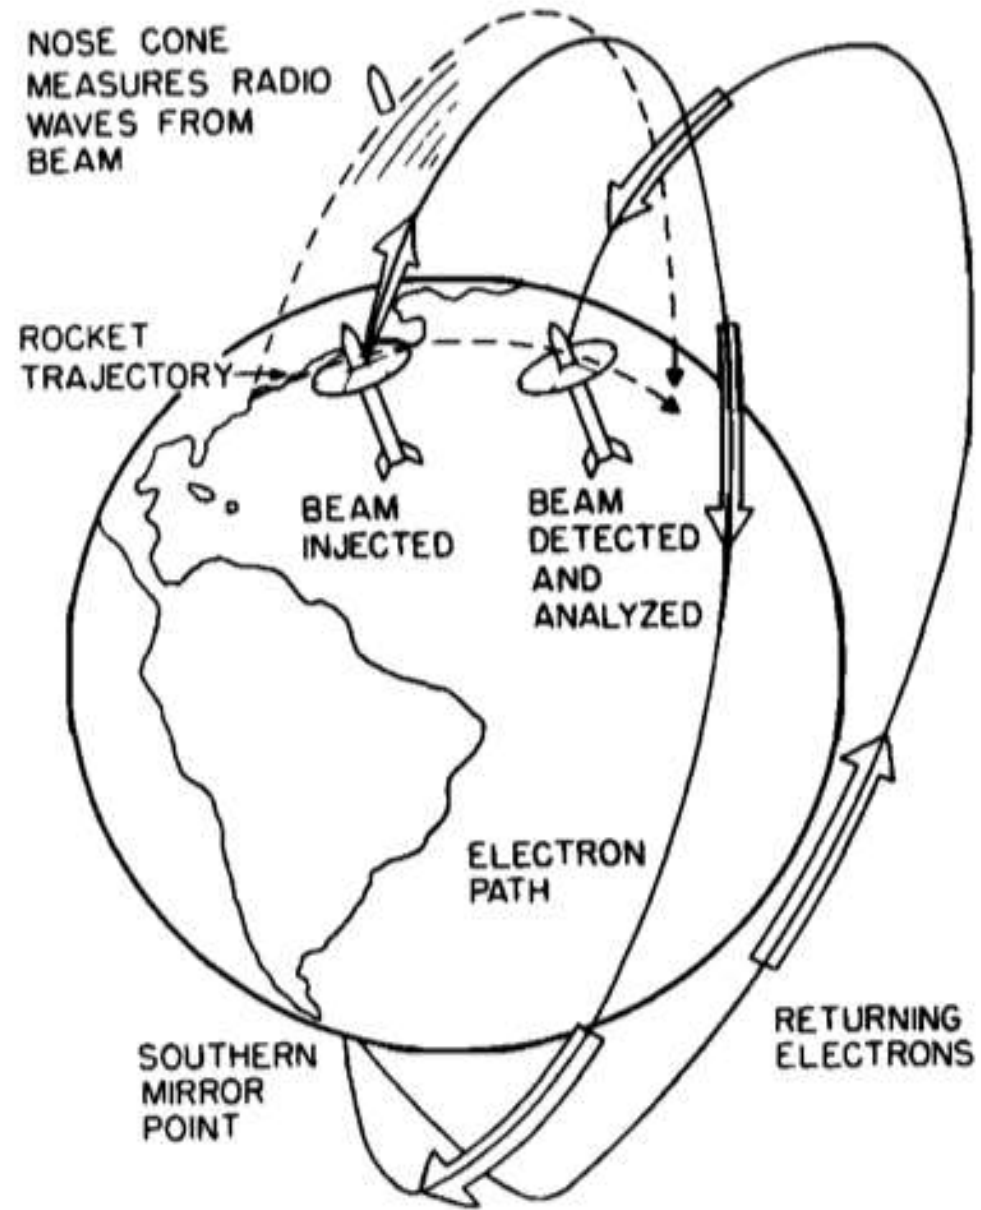 NOSE CONE
MEASURES RADIO
WAVES FROM
BEAM
ROCKET
TRAJECTORY
BEAM
INJECTED
BEAM
DETECTED
AND
ANALYZED
ELECTRON
PATH
RETURNING
ELECTRONS
SOUTHERN
MIRROR
POINT